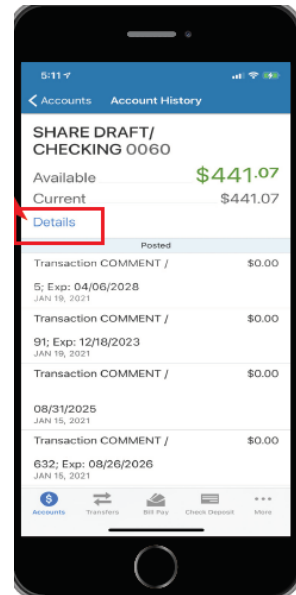 5:11
Accounts Account History
SHARE DRAFT/
CHECKING 0060
Available $441.07
Current $441.07
Details
Posted
Transaction COMMENT / $0.00
5; Exp: 04/06/2028
JAN 19, 2021
Transaction COMMENT / $0.00
91; Exp: 12/18/2023
JAN 19, 2021
Transaction COMMENT / $0.00
08/31/2025
JAN 15, 2021
Transaction COMMENT / $0.00
632; Exp: 08/26/2026
JAN 15, 2021
Accounts Transfers Bill Pay Check Deposit More